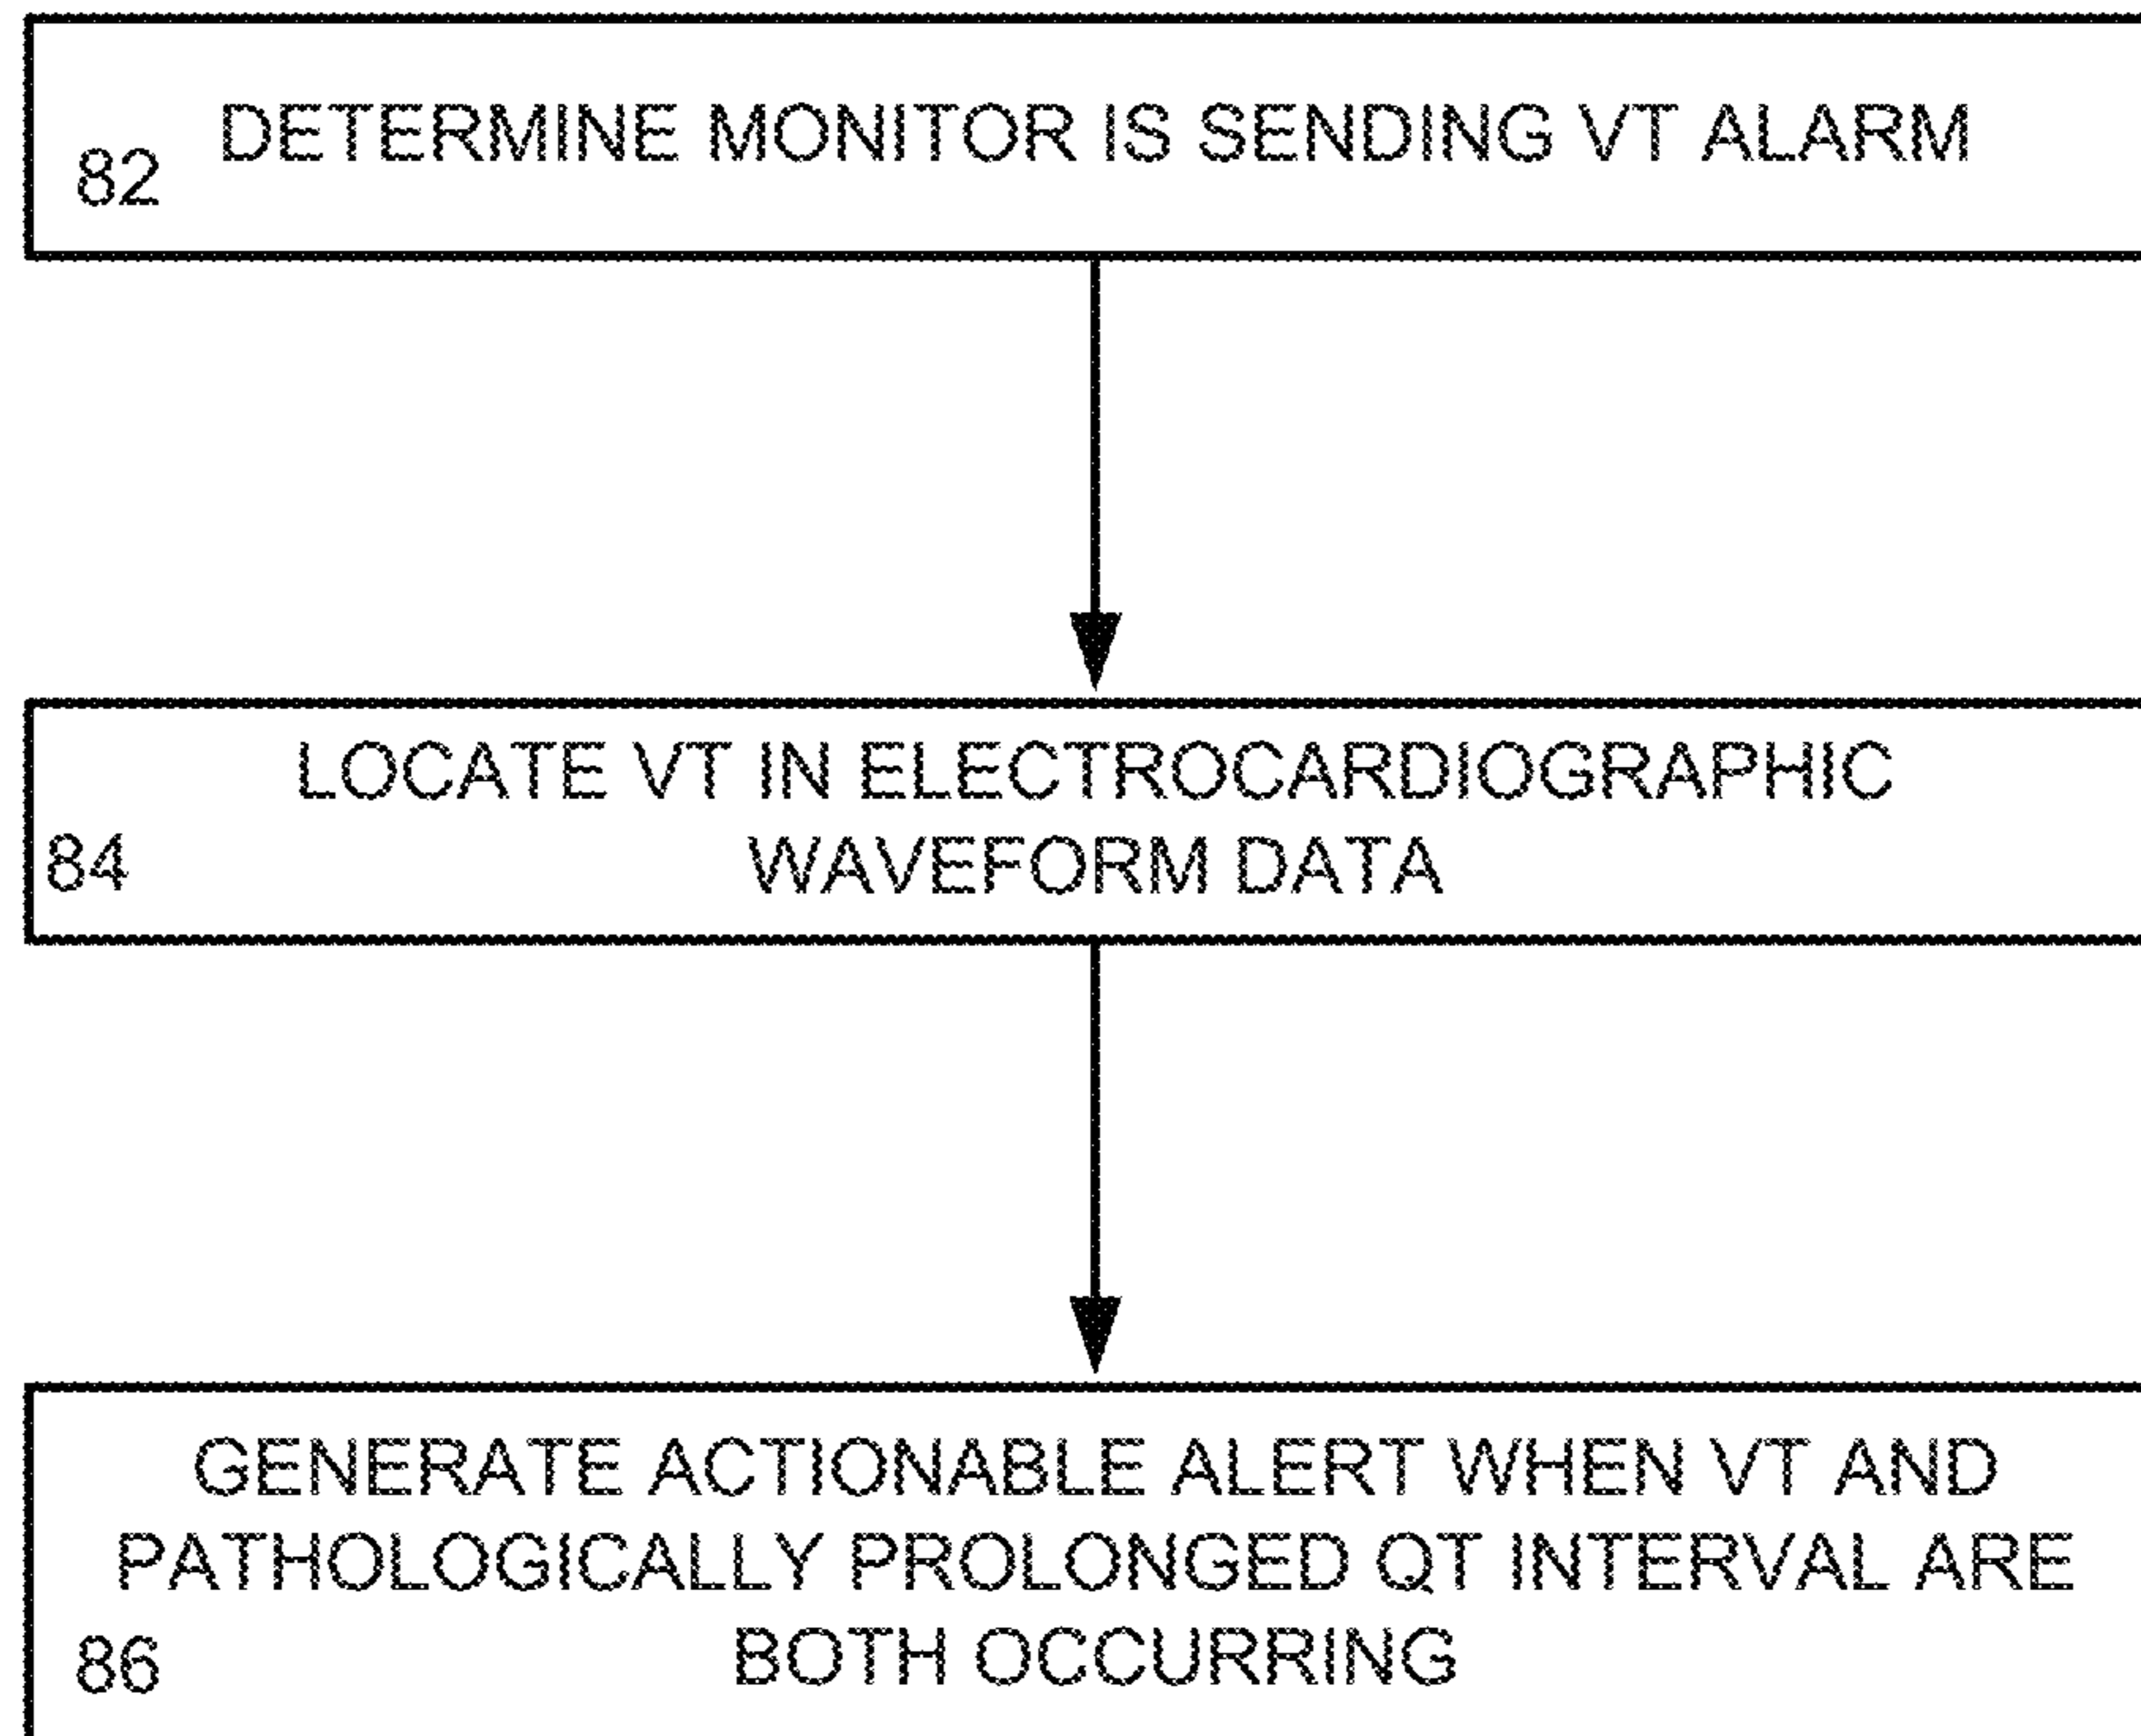 DETERMINE MONITOR IS SENDING VT ALARM
82
LOCATE VT IN ELECTROCARDIOGRAPHIC
WAVEFORM DATA
84
GENERATE ACTIONABLE ALERT WHEN VT AND
PATHOLOGICALLY PROLONGED QT INTERVAL ARE
BOTH OCCURRING
86